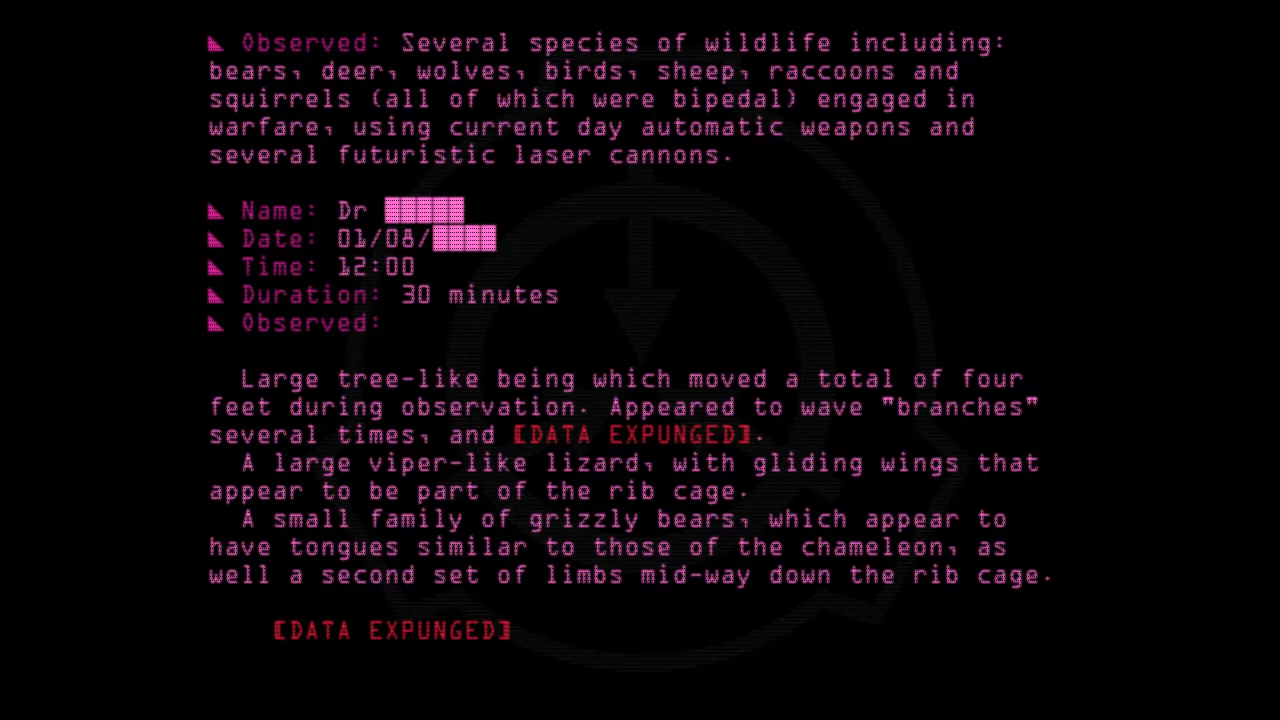 ◣ Observed: Several species of wildlife including:
bears, deer, wolves, birds, sheep, raccoons and
squirrels (all of which were bipedal) engaged in
warfare, using current day automatic weapons and
several futuristic laser cannons.
◣ Name: Dr █████
◣ Date: 01/08/████
◣ Time: 12:00
◣ Duration: 30 minutes
◣ Observed:
Large tree-like being which moved a total of four
feet during observation. Appeared to wave "branches"
several times, and [DATA EXPUNGED].
A large viper-like lizard, with gliding wings that
appear to be part of the rib cage.
A small family of grizzly bears, which appear to
have tongues similar to those of the chameleon, as
well a second set of limbs mid-way down the rib cage.
[DATA EXPUNGED]